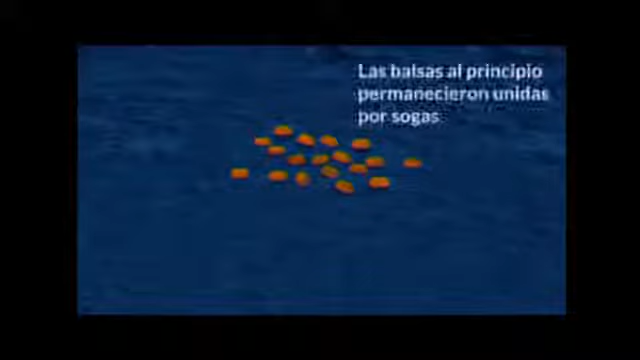 Las balsas al principio
permanecieron unidas
por sogas